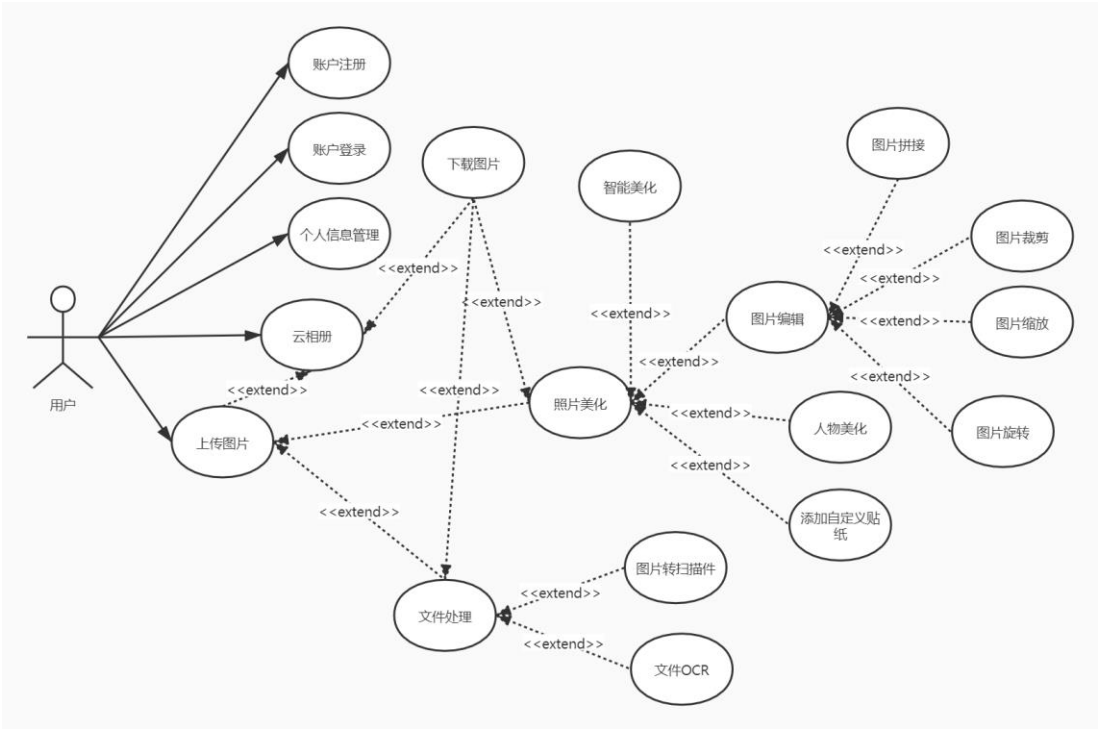 账户注册
账户登录
下载图片
图片拼接
智能美化
个人信息管理
图片裁剪
<<extend>>
<<extend>>
<<extend>>
<<extend>>
<<extend>>
图片编辑
<<extend>>
图片缩放
云相册
<<extend>>
<<extend>>
<<extend>>
<<extend>>
用户
照片美化
<<extend>>
<<extend>>
人物美化
图片旋转
上传图片
<<extend>>
<<extend>>
添加自定义贴
纸
图片转扫描件
<<extend>>
文件处理
<<extend>>
文件OCR